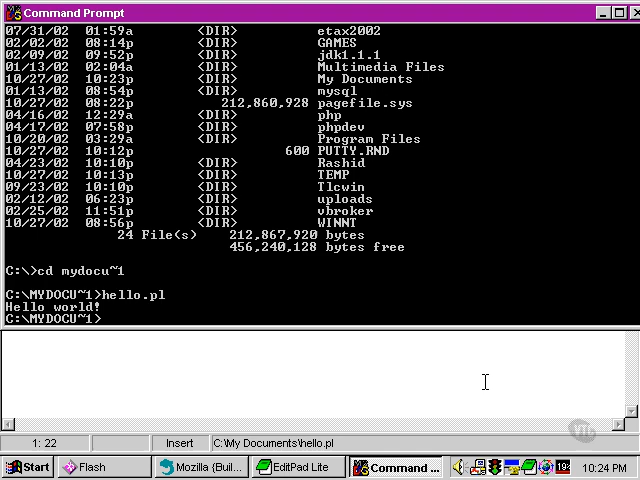 Command Prompt
07/31/02 01:59a <DIR> etax2002
02/02/02 08:14p <DIR> GAMES
02/09/02 09:52p <DIR> jdk1.1.1
01/13/02 02:04a <DIR> Multimedia Files
10/27/02 10:23p <DIR> My Documents
01/13/02 08:54p <DIR> mysql
10/27/02 08:22p 212,860,928 pagefile.sys
04/16/02 12:29a <DIR> php
04/17/02 07:58p <DIR> phpdev
10/20/02 03:29a <DIR> Program Files
10/27/02 10:12p 600 PUTTY.RND
04/23/02 10:10p <DIR> Rashid
10/27/02 10:13p <DIR> TEMP
09/23/02 10:10p <DIR> Tlcwin
02/12/02 06:23p <DIR> uploads
02/25/02 11:51p <DIR> vbroker
10/27/02 08:56p <DIR> WINNT
24 File(s) 212,867,920 bytes
456,240,128 bytes free
C:\>cd mydocu~1
C:\MYDOCU~1>hello.pl
Hello world!
C:\MYDOCU~1>
1: 22 Insert C:\My Documents\hello.pl
VTC
Start Flash Mozilla {Buil... EditPad Lite Command ... 10:24 PM